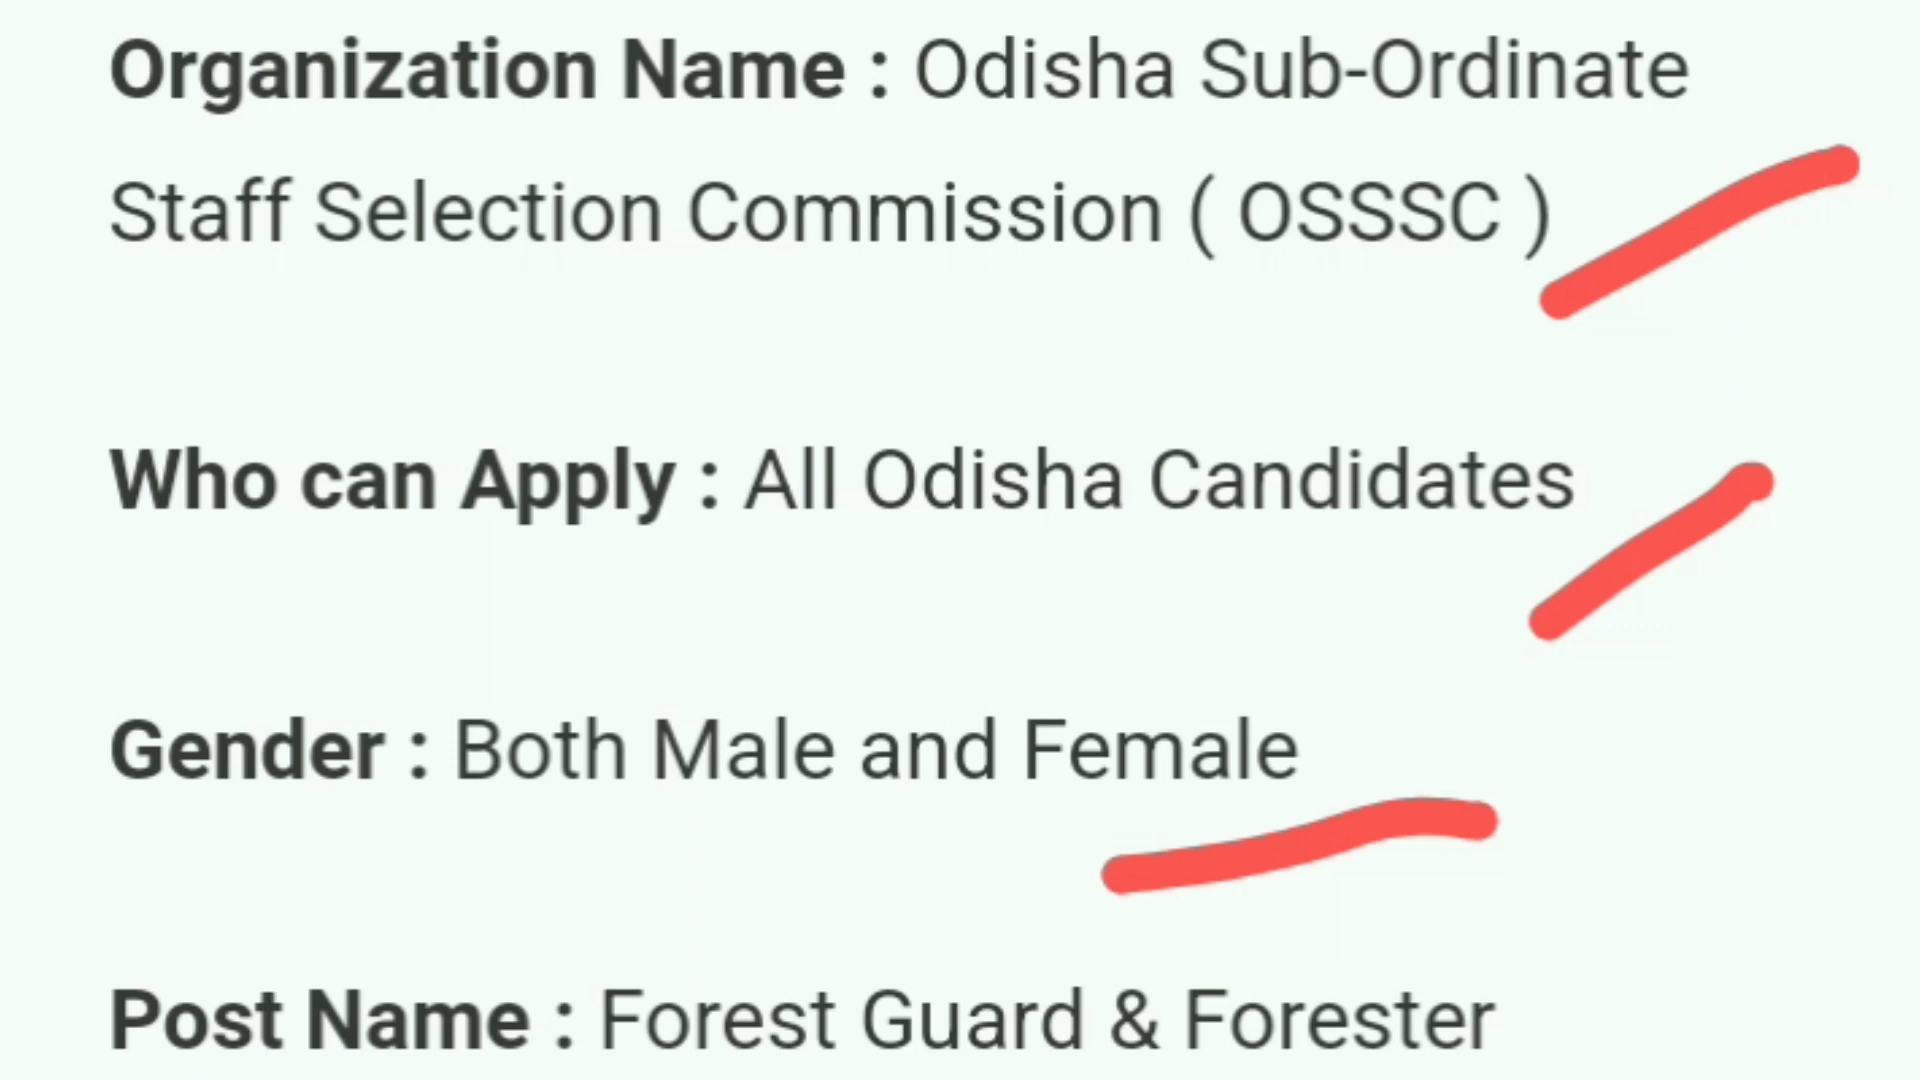 Organization Name : Odisha Sub-Ordinate
Staff Selection Commission ( OSSSC )
Who can Apply : All Odisha Candidates
Gender : Both Male and Female
Post Name : Forest Guard & Forester